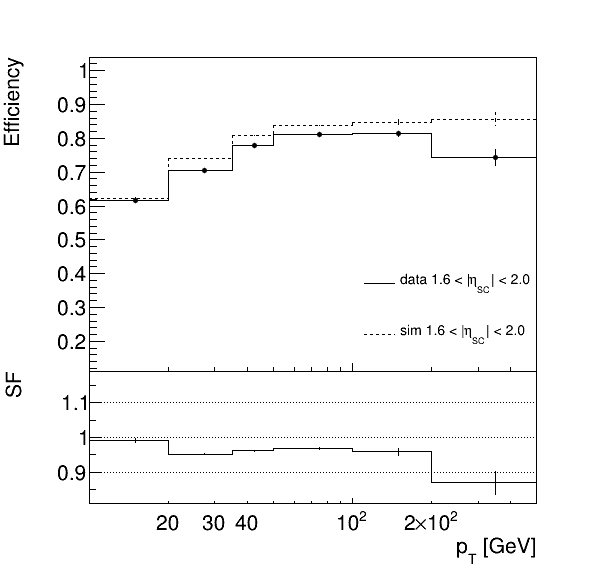 Efficiency
1
0.9
0.8
0.7
0.6
0.5
0.4
0.3
0.2
data 1.6 < |η_SC| < 2.0
sim 1.6 < |η_SC| < 2.0
SF
1.1
1
0.9
20 30 40 10² 2×10²
p_T [GeV]